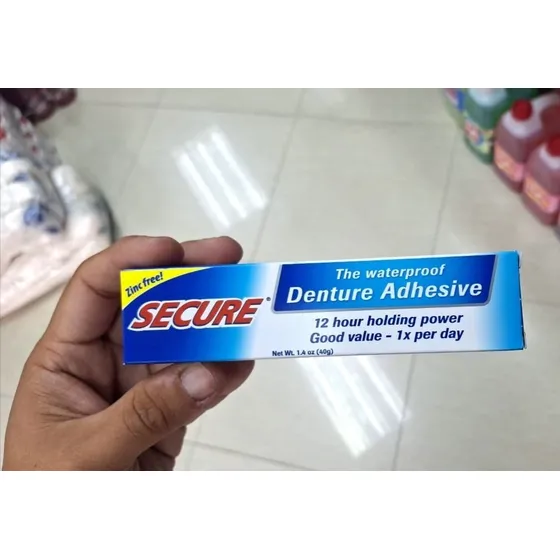 Zinc free!
SECURE®
The waterproof
Denture Adhesive
12 hour holding power
Good value - 1x per day
Net Wt. 1.4 oz (40g)